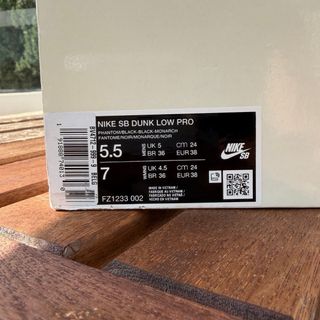 NIKE SB DUNK LOW PRO
PHANTOM/BLACK-BLACK-MONARCH
FANTOME/NOIR/MONARQUE/NOIR
5.5 UK 5 CM 24
BR 36 EUR 38
7 UK 4.5 CM 24
BR 36 EUR 38
NIKE
SB
FZ1233 002
MADE IN VIETNAM /
FABRIQUE AU VIETNAM /
HECHO EN VIETNAM